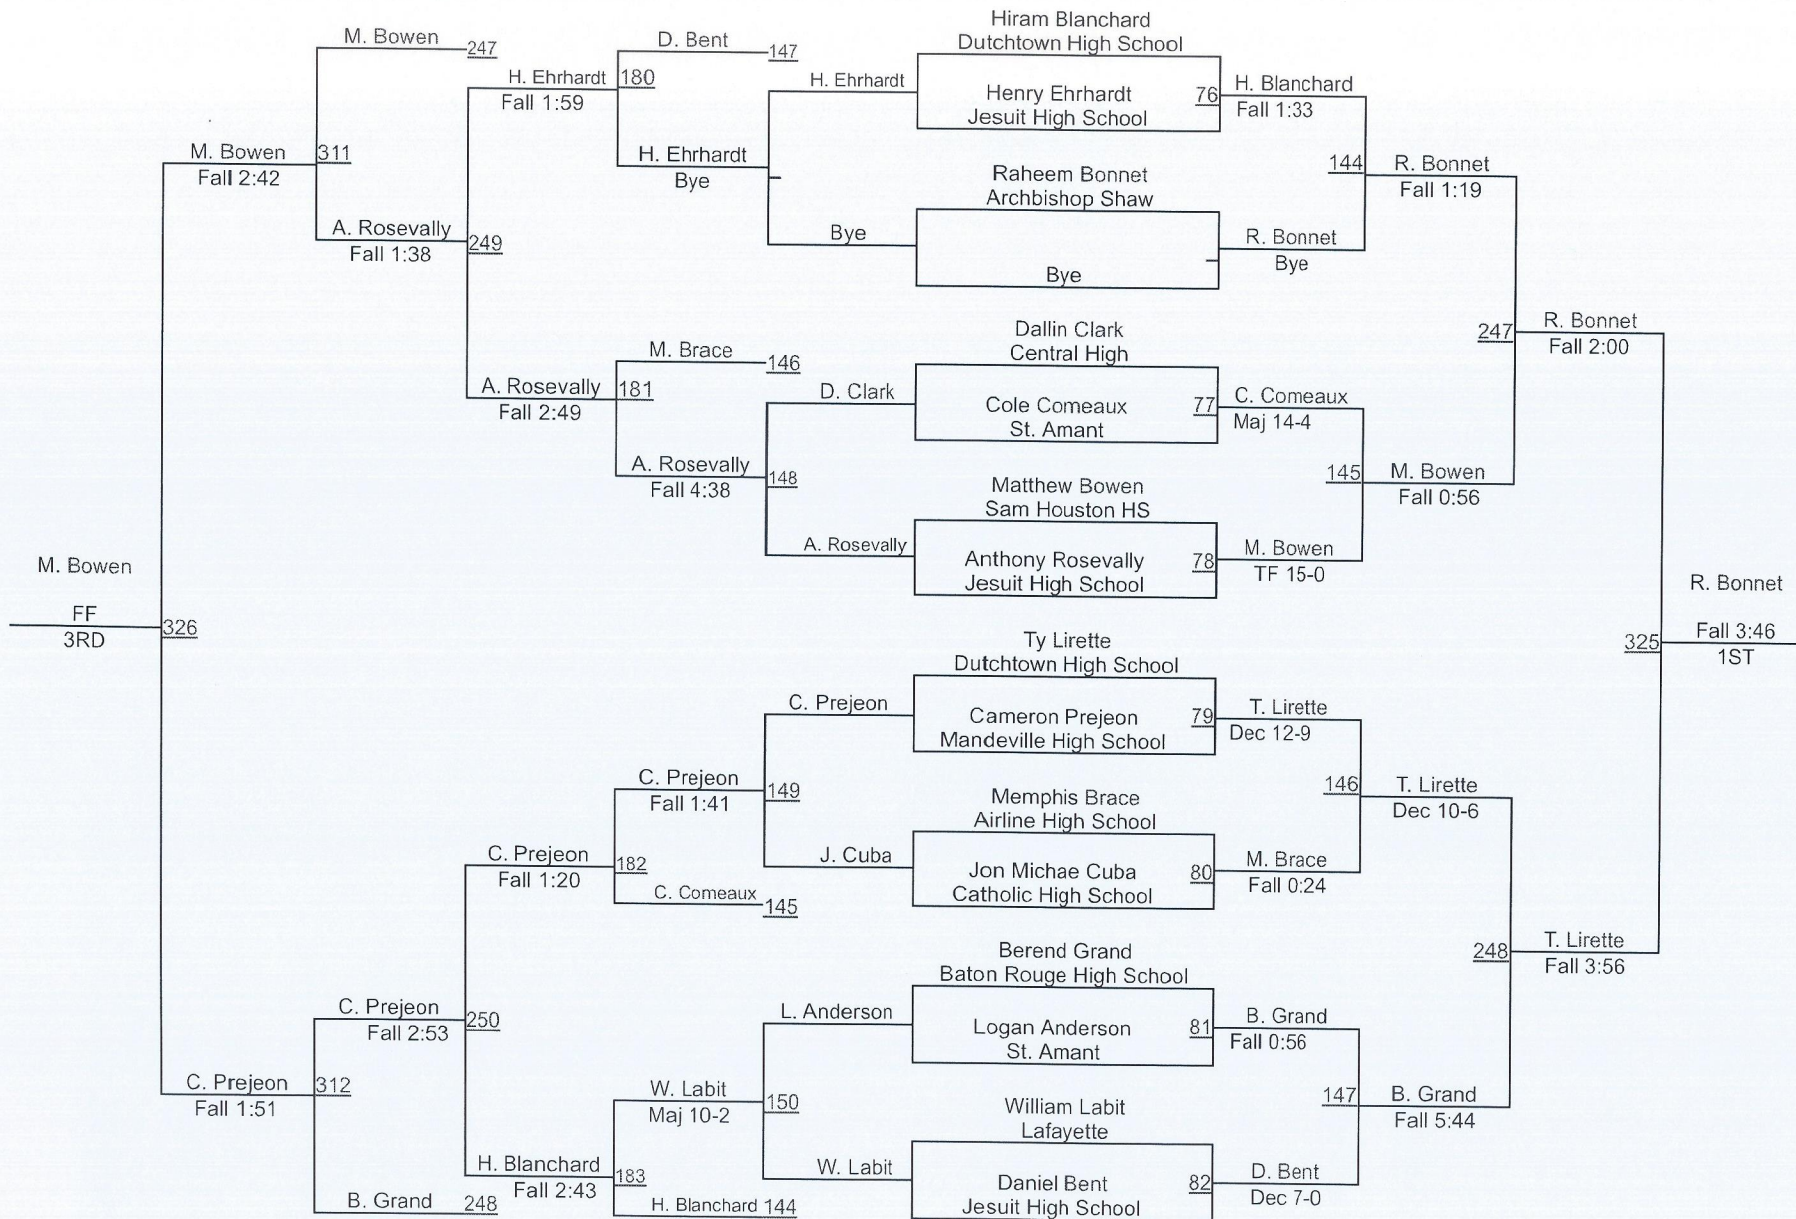 Hiram Blanchard
Dutchtown High School
M. Bowen
247
D. Bent
147
H. Ehrhardt
180
Fall 1:59
H. Ehrhardt
Henry Ehrhardt
Jesuit High School
76
H. Blanchard
Fall 1:33
M. Bowen
311
Fall 2:42
H. Ehrhardt
Bye
Raheem Bonnet
Archbishop Shaw
144
R. Bonnet
Fall 1:19
A. Rosevally
249
Fall 1:38
Bye
Bye
R. Bonnet
Bye
Dallin Clark
Central High
247
R. Bonnet
Fall 2:00
M. Brace
146
A. Rosevally
181
Fall 2:49
D. Clark
Cole Comeaux
St. Amant
77
C. Comeaux
Maj 14-4
A. Rosevally
148
Fall 4:38
Matthew Bowen
Sam Houston HS
145
M. Bowen
Fall 0:56
A. Rosevally
Anthony Rosevally
Jesuit High School
78
M. Bowen
TF 15-0
M. Bowen
FF
3RD
326
R. Bonnet
325
Fall 3:46
1ST
Ty Lirette
Dutchtown High School
C. Prejeon
Cameron Prejeon
Mandeville High School
79
T. Lirette
Dec 12-9
C. Prejeon
149
Fall 1:41
Memphis Brace
Airline High School
146
T. Lirette
Dec 10-6
C. Prejeon
182
Fall 1:20
J. Cuba
Jon Michae Cuba
Catholic High School
80
M. Brace
Fall 0:24
C. Comeaux
145
Berend Grand
Baton Rouge High School
248
T. Lirette
Fall 3:56
C. Prejeon
250
Fall 2:53
L. Anderson
Logan Anderson
St. Amant
81
B. Grand
Fall 0:56
C. Prejeon
312
Fall 1:51
W. Labit
150
Maj 10-2
William Labit
Lafayette
147
B. Grand
Fall 5:44
H. Blanchard
183
Fall 2:43
W. Labit
Daniel Bent
Jesuit High School
82
D. Bent
Dec 7-0
B. Grand
248
H. Blanchard
144